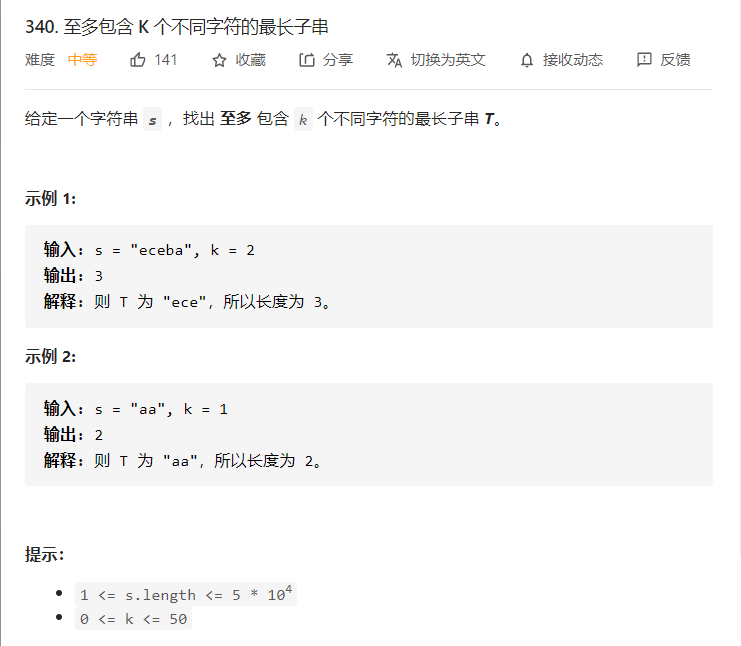 340. 至多包含 K 个不同字符的最长子串
难度 中等 141 收藏 分享 切换为英文 接收动态 反馈
给定一个字符串 s ，找出 至多 包含 k 个不同字符的最长子串 T。
示例 1:
输入: s = "eceba", k = 2
输出: 3
解释: 则 T 为 "ece"，所以长度为 3。
示例 2:
输入: s = "aa", k = 1
输出: 2
解释: 则 T 为 "aa"，所以长度为 2。
提示：
1 <= s.length <= 5 * 10⁴
0 <= k <= 50